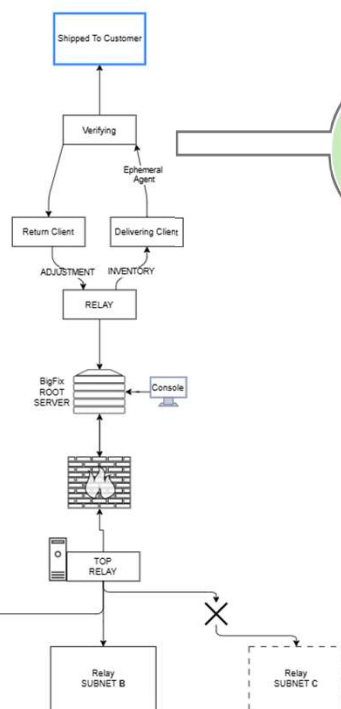 Shipped To Customer
Verifying
Ephemeral
Agent
Return Client
Delivering Client
ADJUSTMENT
INVENTORY
RELAY
BigFix
ROOT
SERVER
Console
TOP
RELAY
Relay
SUBNET B
Relay
SUBNET C